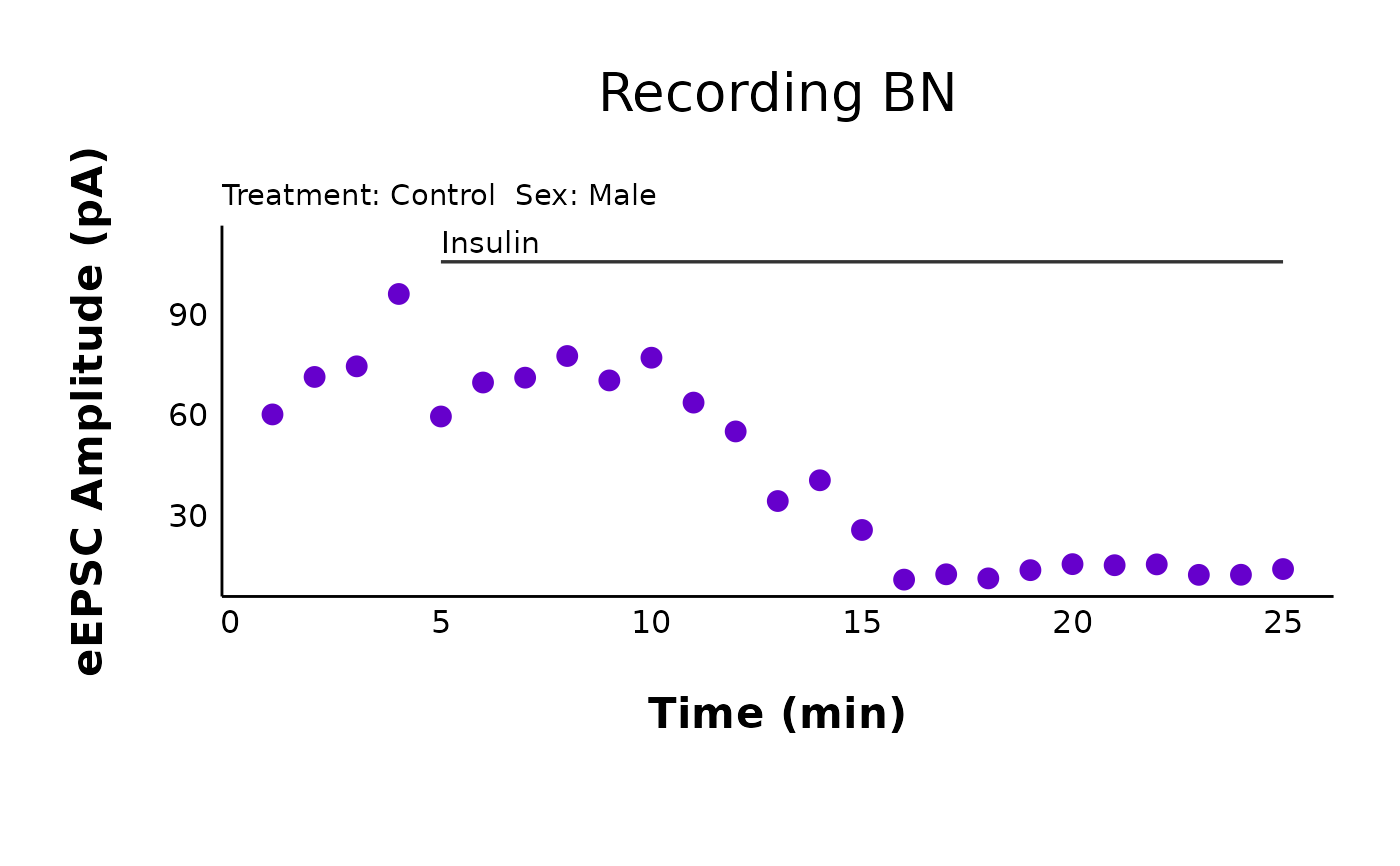 Recording BN
Treatment: Control  Sex: Male
Insulin
eEPSC Amplitude (pA)
90
60
30
0 5 10 15 20 25
Time (min)